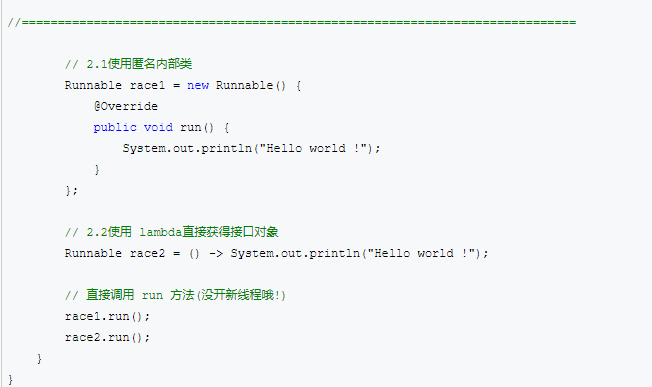 //==============================================================================
// 2.1使用匿名内部类
Runnable race1 = new Runnable() {
@Override
public void run() {
System.out.println("Hello world !");
}
};
// 2.2使用 lambda直接获得接口对象
Runnable race2 = () -> System.out.println("Hello world !");
// 直接调用 run 方法(没开新线程哦!)
race1.run();
race2.run();
}
}